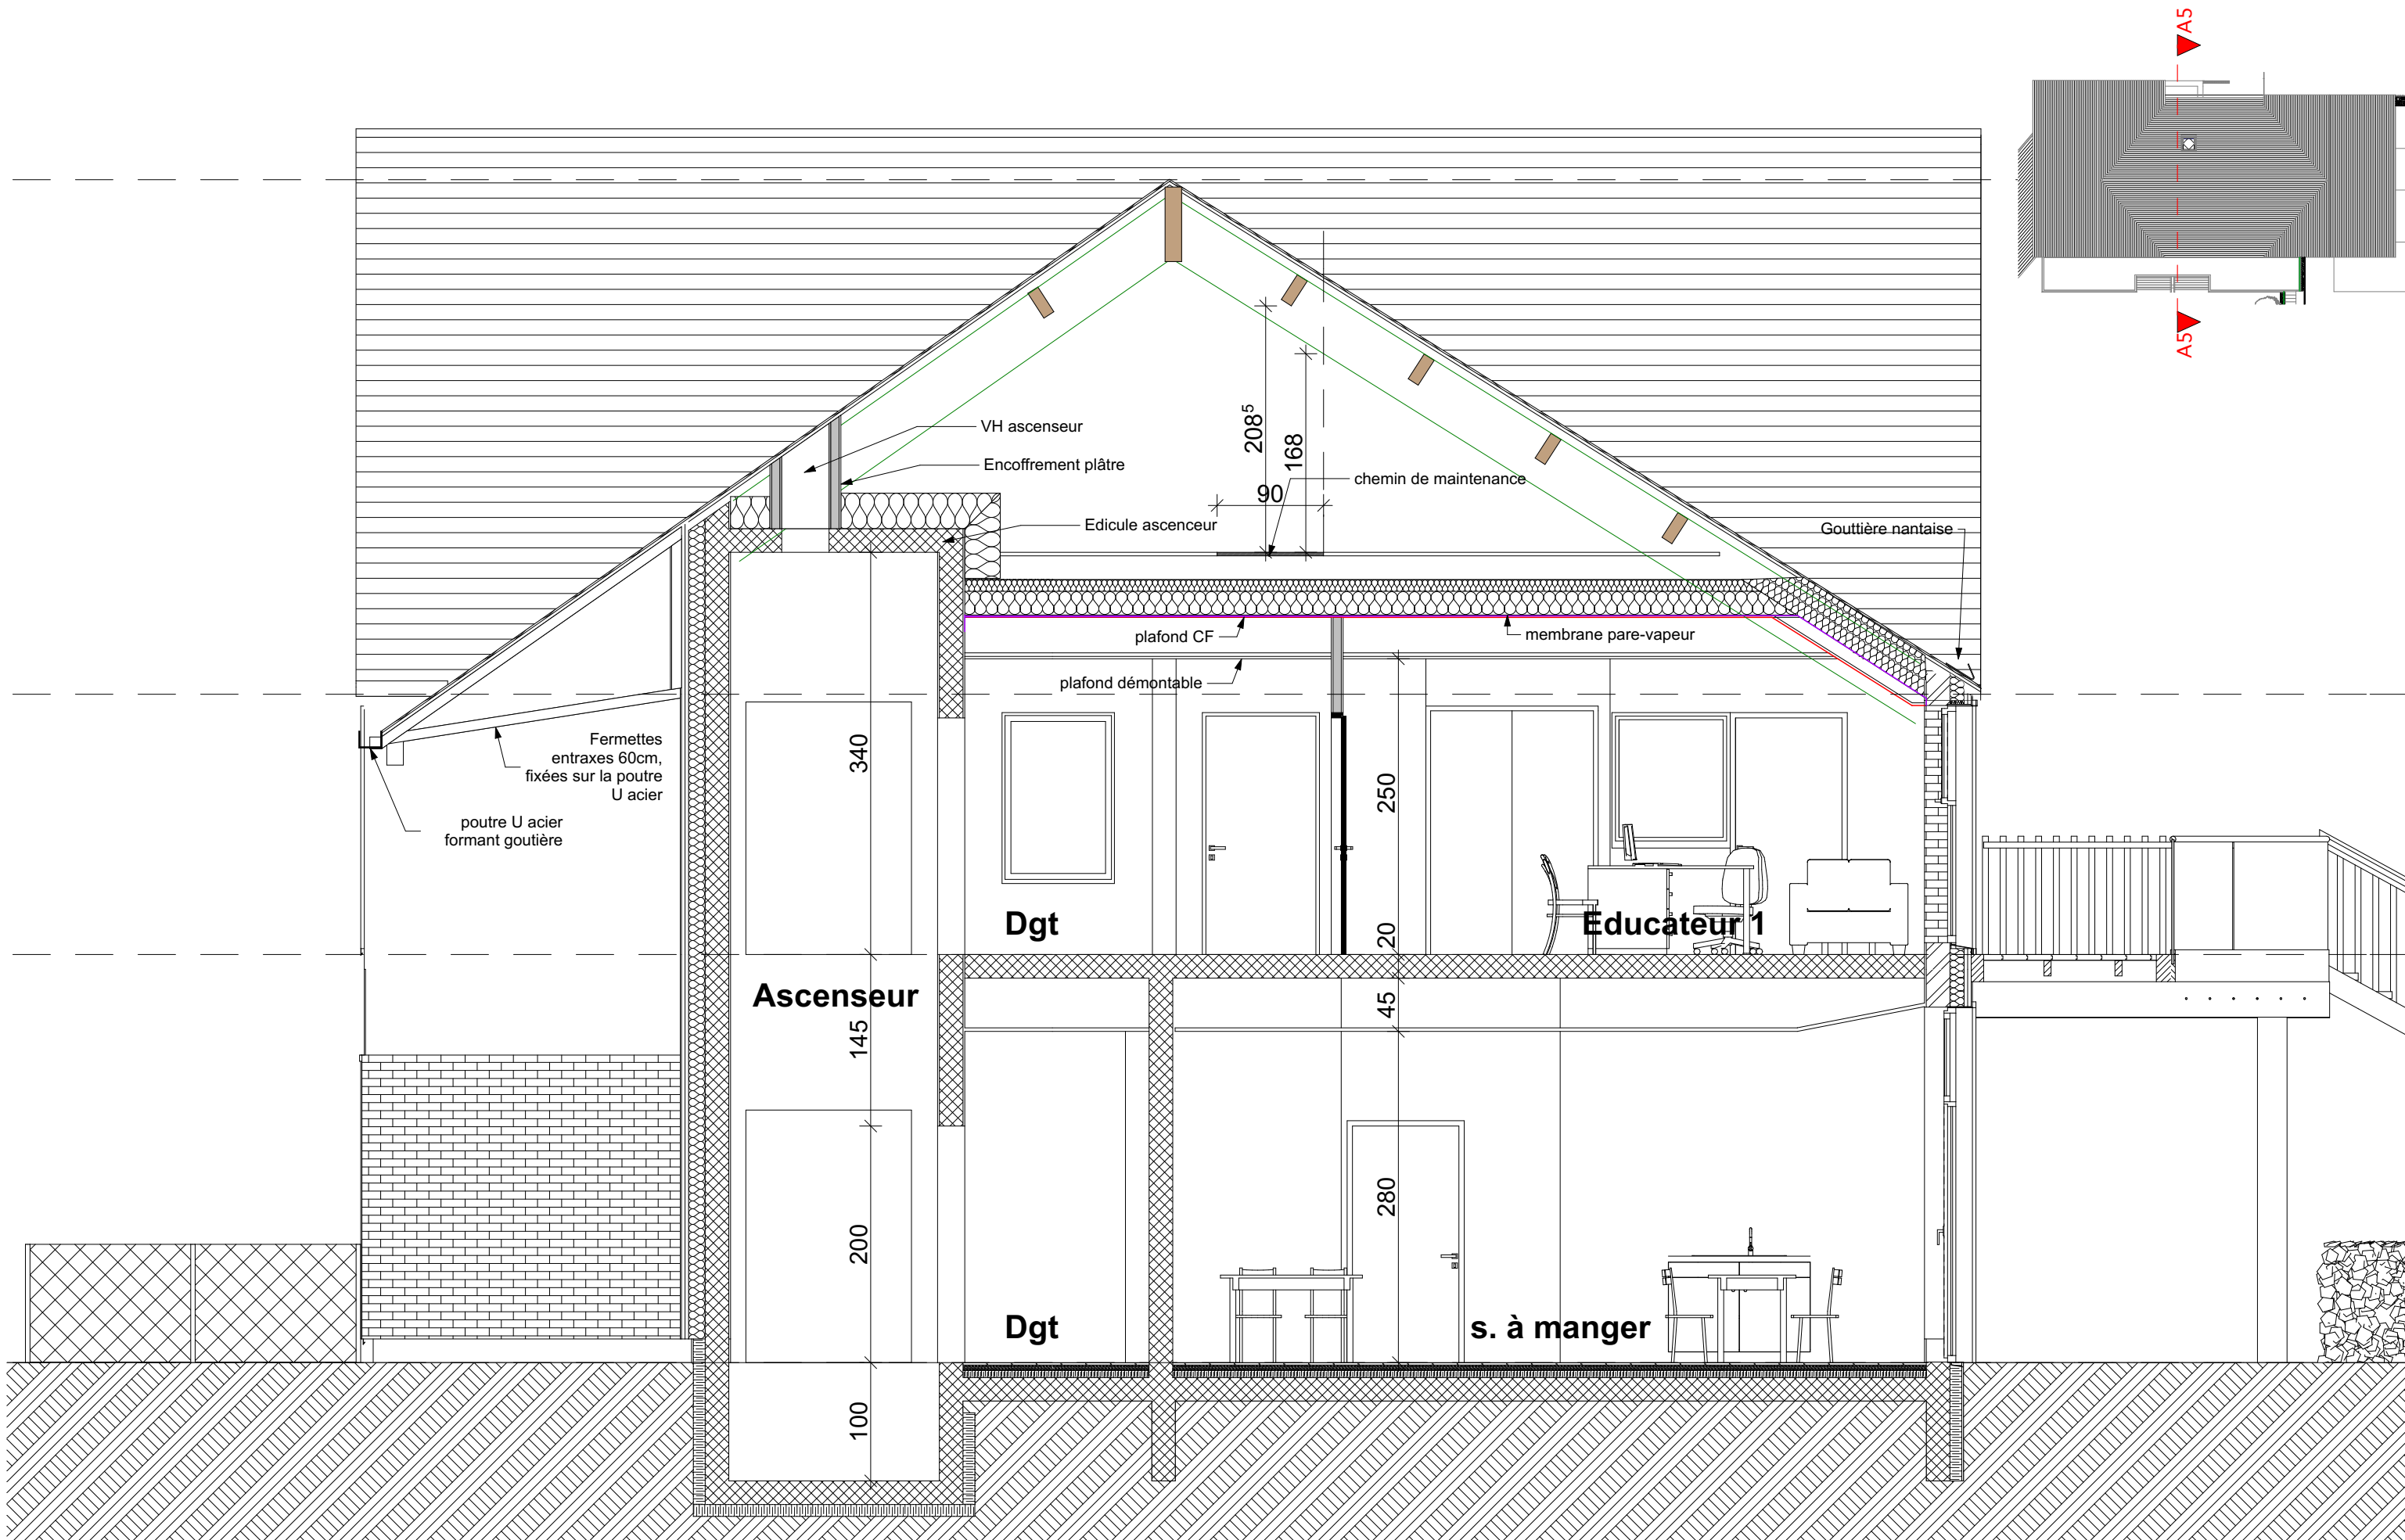 A5
VH ascenseur
208⁵
168
Encoffrement plâtre
chemin de maintenance
90
Edicule ascenceur
Gouttière nantaise
plafond CF
membrane pare-vapeur
plafond démontable
Fermettes
entraxes 60cm,
fixées sur la poutre
U acier
poutre U acier
formant goutière
340
250
Dgt
Educateur 1
20
Ascenseur
45
145
280
200
Dgt
s. à manger
100
A5